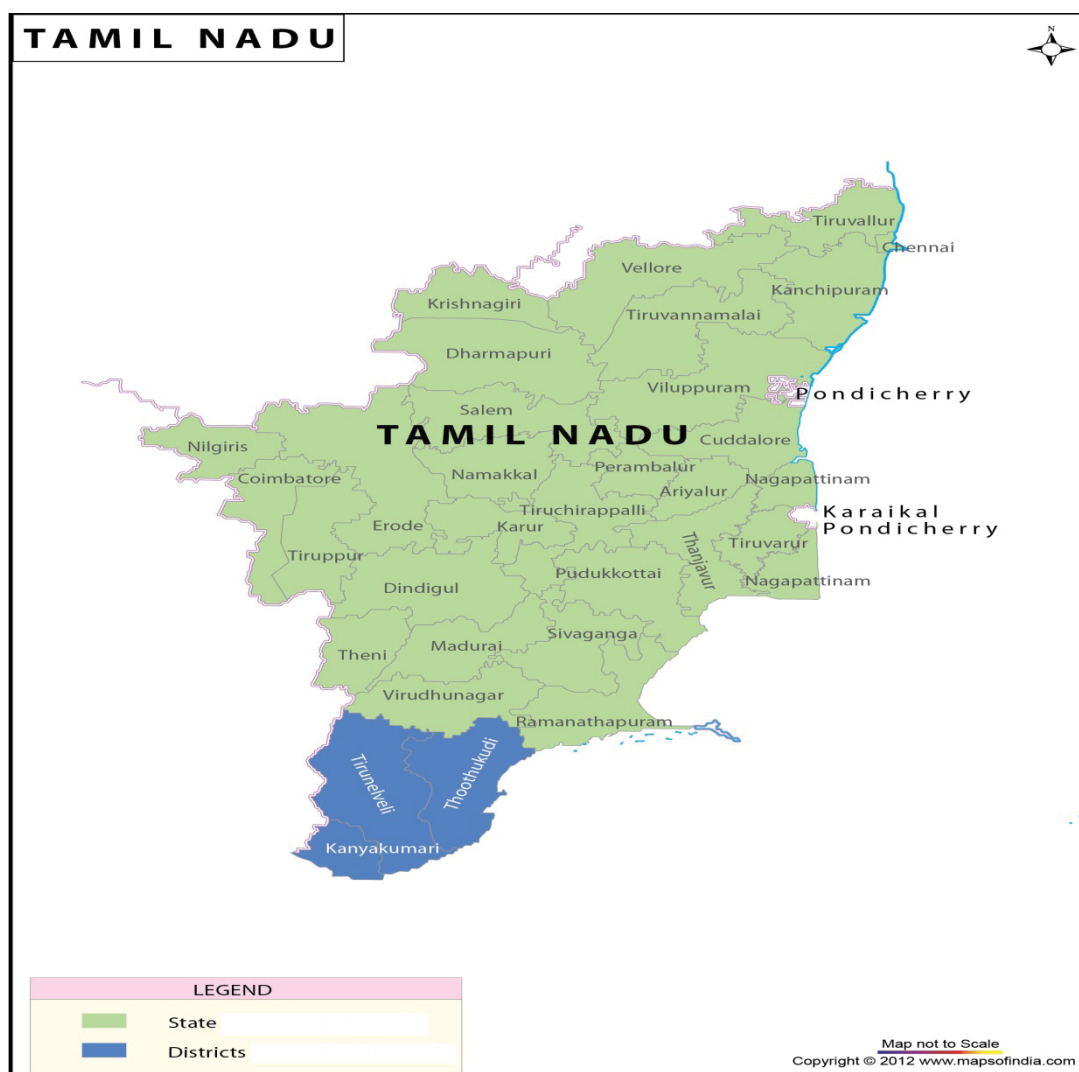 TAMIL NADU
N
Tiruvallur
Chennai
Vellore
Kanchipuram
Krishnagiri
Tiruvannamalai
Dharmapuri
Viluppuram
Pondicherry
Salem
TAMIL NADU
Cuddalore
Nilgiris
Perambalur
Coimbatore
Namakkal
Nagapattinam
Ariyalur
Tiruchirappalli
Karaikal
Pondicherry
Erode
Karur
Tiruvarur
Thanjavur
Tiruppur
Pudukkottai
Nagapattinam
Dindigul
Sivaganga
Madurai
Theni
Virudhunagar
Ramanathapuram
Tirunelveli
Thoothukudi
Kanyakumari
LEGEND
State
Districts
Map not to Scale
Copyright © 2012 www.mapsofindia.com